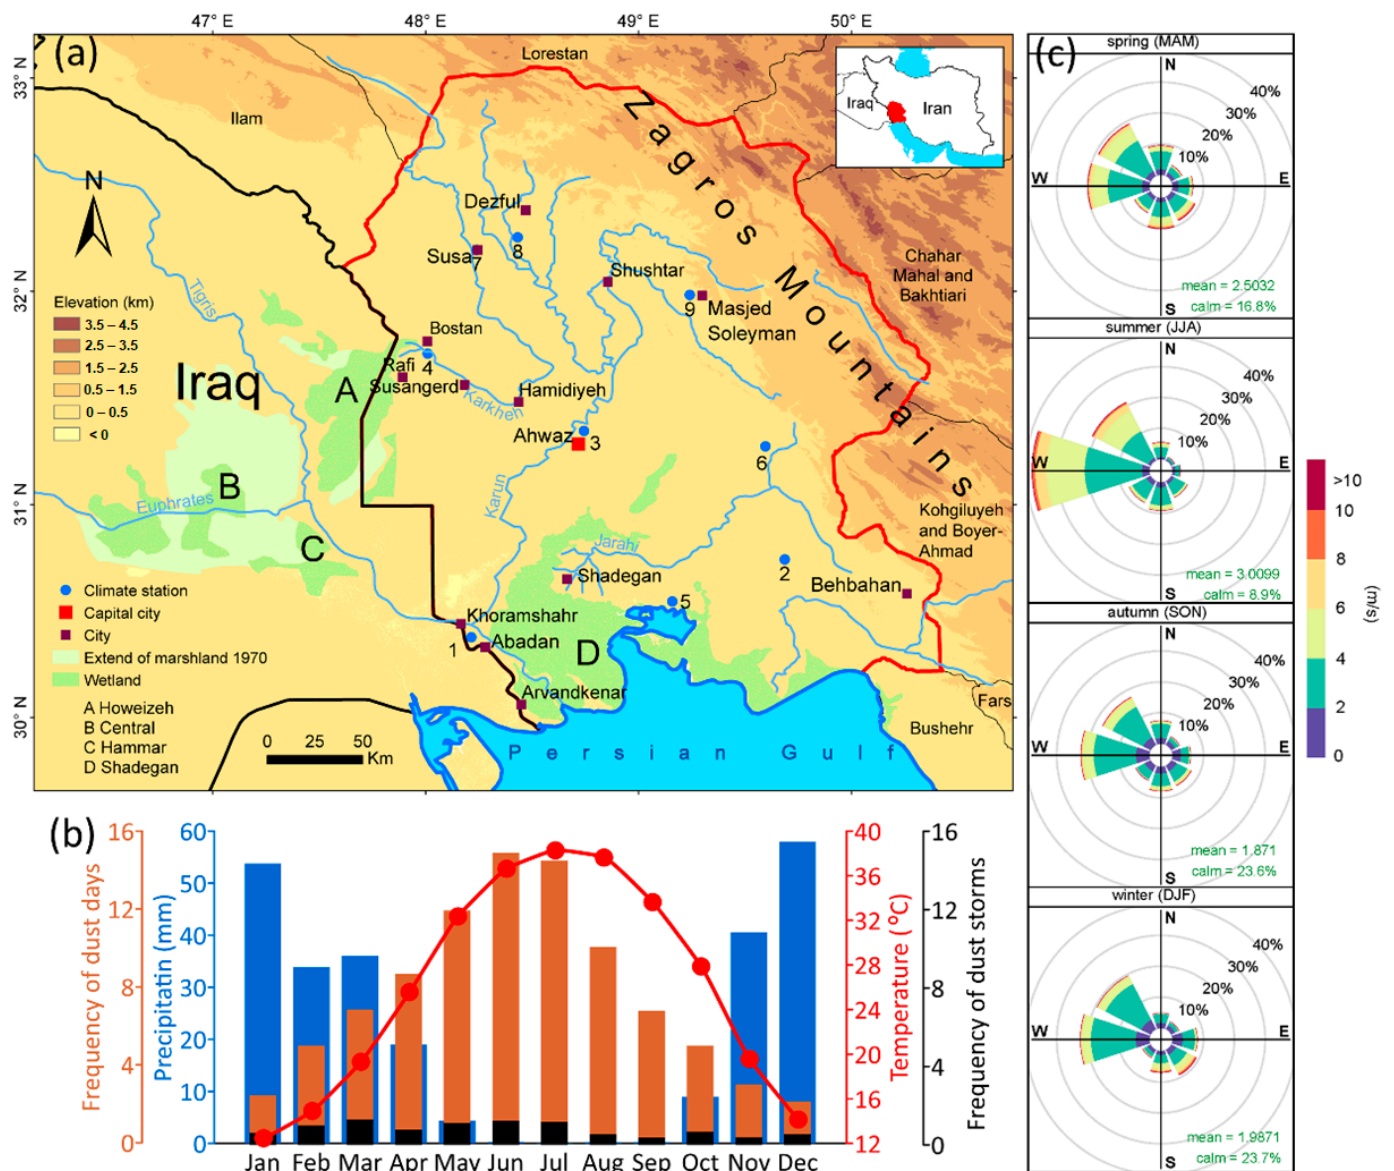 47° E 48° E 49° E 50° E
33° N
32° N
31° N
30° N
(a)
Lorestan
Ilam
Iraq Iran
N
Zagros Mountains
Dezful
8
Susa
7
Shushtar
Chahar
Mahal and
Bakhtiari
Tigris
9
Masjed
Soleyman
Elevation (km)
3.5 – 4.5
2.5 – 3.5
1.5 – 2.5
0.5 – 1.5
0 – 0.5
< 0
Bostan
Rafi 4
Susangerd
Hamidiyeh
Karkheh
Iraq
A
Ahwaz 3
6
B
Euphrates
Karun
Kohgiluyeh
and Boyer-
Ahmad
C
Jarahi
Shadegan
2
Behbahan
5
Khoramshahr
1
Abadan
D
Arvandkenar
Fars
Bushehr
Persian Gulf
Climate station
Capital city
City
Extend of marshland 1970
Wetland
A Howeizeh
B Central
C Hammar
D Shadegan
0 25 50
Km
(b)
Frequency of dust days
16
12
8
4
0
Precipitatin (mm)
60
50
40
30
20
10
0
40
36
32
28
24
20
16
12
Temperature (°C)
16
12
8
4
0
Frequency of dust storms
Jan Feb Mar Apr May Jun Jul Aug Sep Oct Nov Dec
(c)
spring (MAM)
N
40%
30%
20%
10%
W E
mean = 2.5032
calm = 16.8%
S
summer (JJA)
N
40%
30%
20%
10%
W E
mean = 3.0099
calm = 8.9%
S
autumn (SON)
N
40%
30%
20%
10%
W E
mean = 1.871
calm = 23.6%
S
winter (DJF)
N
40%
30%
20%
10%
W E
mean = 1.9871
calm = 23.7%
S
>10
10
8
6
4
2
0
(m/s)